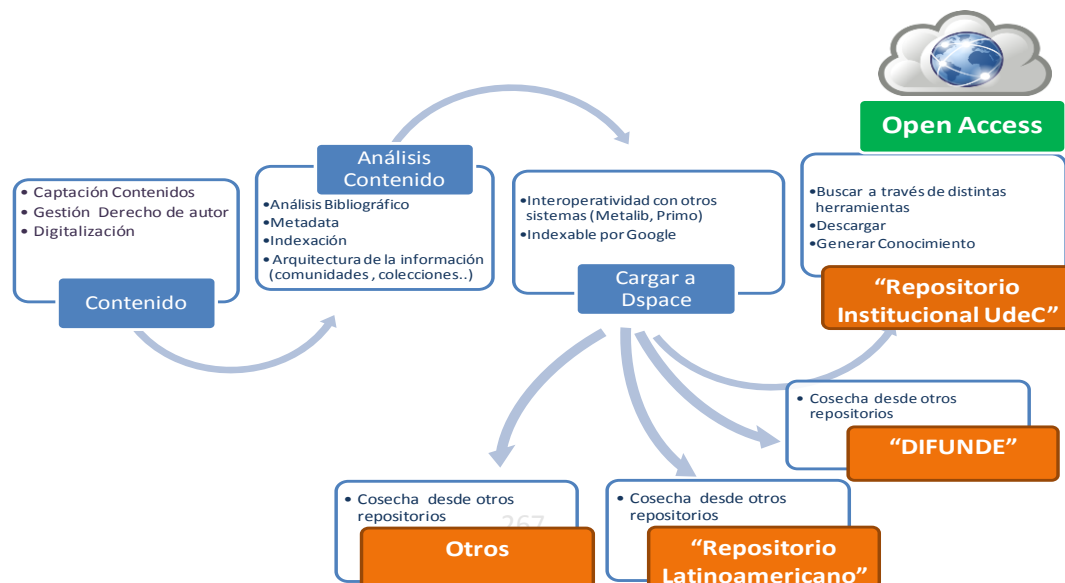 • Captación Contenidos
• Gestión Derecho de autor
• Digitalización
Contenido
Análisis
Contenido
•Análisis Bibliográfico
•Metadata
•Indexación
•Arquitectura de la información
(comunidades , colecciones..)
•Interoperatividad con otros
sistemas (Metalib, Primo)
•Indexable por Google
Cargar a
Dspace
Open Access
•Buscar a través de distintas
herramientas
•Descargar
•Generar Conocimiento
“Repositorio
Institucional UdeC”
• Cosecha desde otros
repositorios
“DIFUNDE”
• Cosecha desde otros
repositorios
267
Otros
• Cosecha desde otros
repositorios
“Repositorio
Latinoamericano”